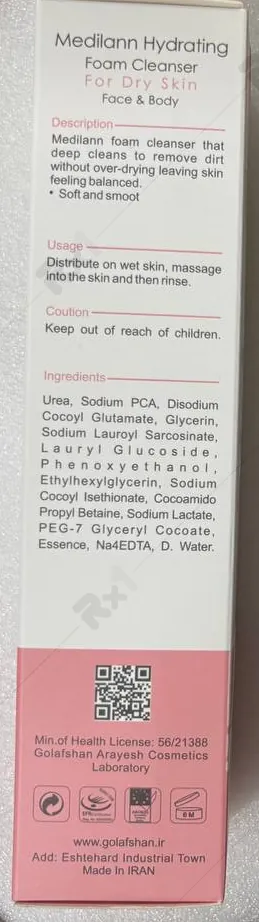 Medilann Hydrating
Foam Cleanser
For Dry Skin
Face & Body
Description
Medilann foam cleanser that
deep cleans to remove dirt
without over-drying leaving skin
feeling balanced.
• Soft and smoot
Usage
Distribute on wet skin, massage
into the skin and then rinse.
Coution
Keep out of reach of children.
Ingredients
Urea, Sodium PCA, Disodium
Cocoyl Glutamate, Glycerin,
Sodium Lauroyl Sarcosinate,
Lauryl Glucoside,
Phenoxyethanol,
Ethylhexylglycerin, Sodium
Cocoyl Isethionate, Cocoamido
Propyl Betaine, Sodium Lactate,
PEG-7 Glyceryl Cocoate,
Essence, Na4EDTA, D. Water.
Rx1
Min.of Health License: 56/21388
Golafshan Arayesh Cosmetics
Laboratory
6 M
www.golafshan.ir
Add: Eshtehard Industrial Town
Made In IRAN